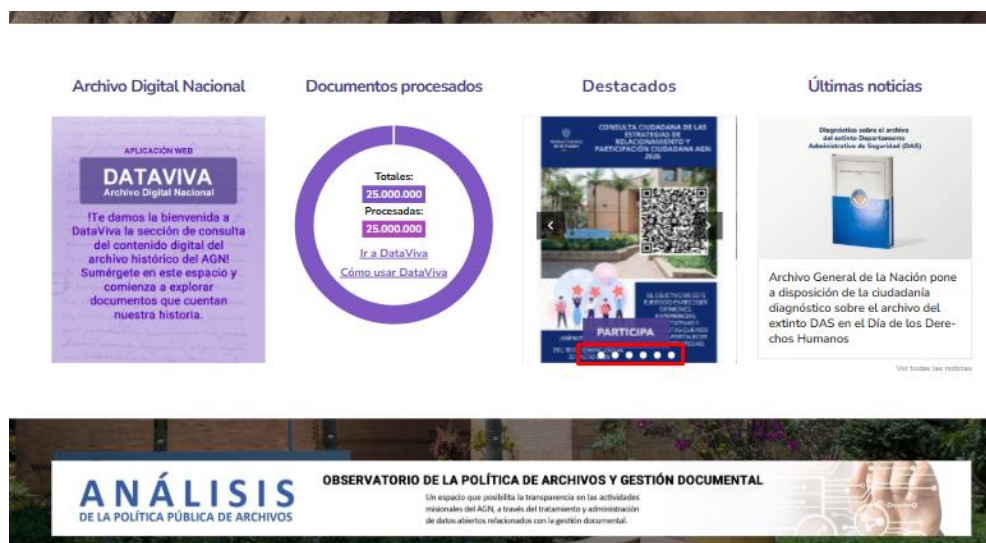 Archivo Digital Nacional
APLICACIÓN WEB
DATAVIVA
Archivo Digital Nacional
!Te damos la bienvenida a
DataViva la sección de consulta
del contenido digital del
archivo histórico del AGN!
Sumérgete en este espacio y
comienza a explorar
documentos que cuentan
nuestra historia.
Documentos procesados
Totales:
25.000.000
Procesadas:
25.000.000
Ir a DataViva
Cómo usar DataViva
Destacados
CONSULTA CIUDADANA DE LAS
ESTRATEGIAS DE
RELACIONAMIENTO Y
PARTICIPACIÓN CIUDADANA AGN
2026
PARTICIPA
Últimas noticias
Diagnóstico sobre el archivo
del extinto Departamento
Administrativo de Seguridad (DAS)
Archivo General de la Nación pone
a disposición de la ciudadanía
diagnóstico sobre el archivo del
extinto DAS en el Día de los Dere-
chos Humanos
Ver todas las noticias
ANÁLISIS
DE LA POLÍTICA PÚBLICA DE ARCHIVOS
OBSERVATORIO DE LA POLÍTICA DE ARCHIVOS Y GESTIÓN DOCUMENTAL
Un espacio que posibilita la transparencia en las actividades
misionales del AGN, a través del tratamiento y administración
de datos abiertos relacionados con la gestión documental.